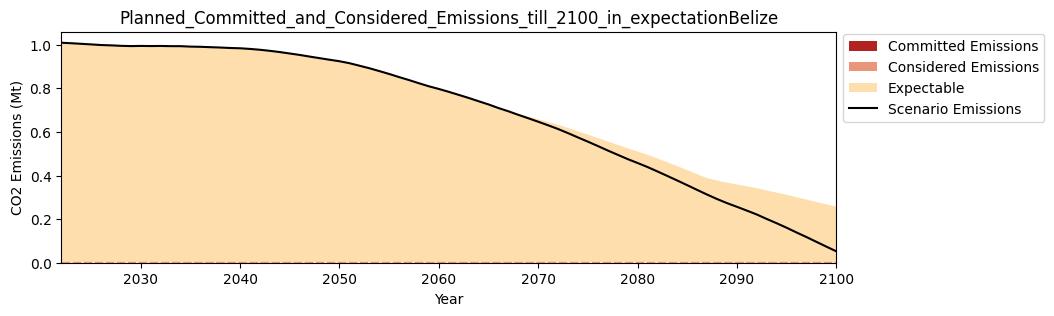 Planned_Committed_and_Considered_Emissions_till_2100_in_expectationBelize
CO2 Emissions (Mt)
1.0
0.8
0.6
0.4
0.2
0.0
2030 2040 2050 2060 2070 2080 2090 2100
Year
Committed Emissions
Considered Emissions
Expectable
Scenario Emissions